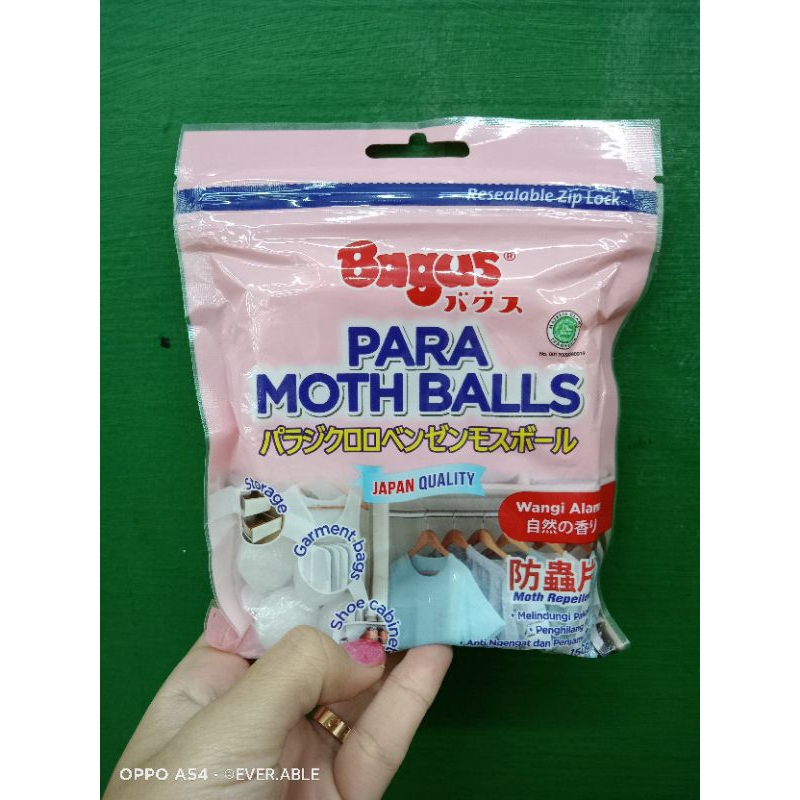 Resealable Zip Lock
Bagus®
バグス
PARA
MOTH BALLS
パラジクロロベンゼンモスボール
JAPAN QUALITY
Storage
Garment bags
Shoe cabinet
Wangi Alam
自然の香り
防蟲片
Moth Repelle
• Melindungi
• Penghilang
• Anti Ngengat dan
OPPO A54 - ©EVER.ABLE